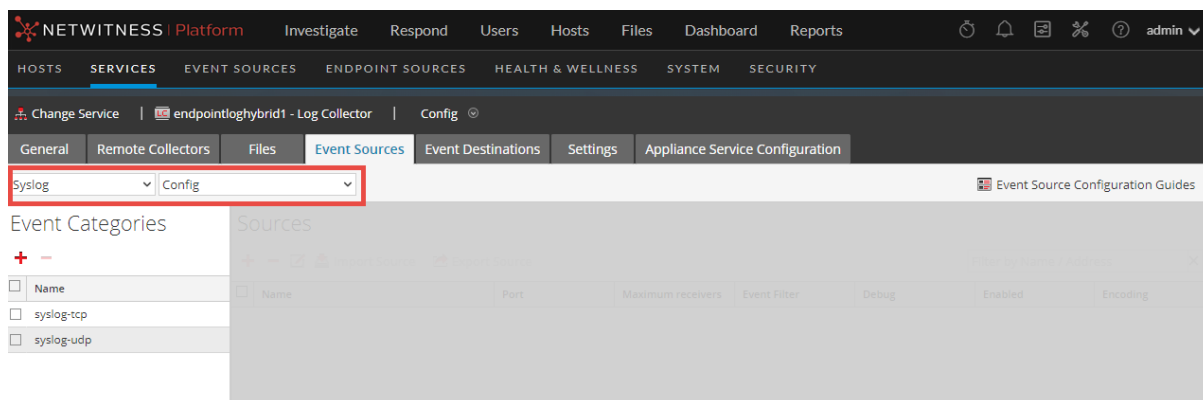 NETWITNESS | Platform Investigate Respond Users Hosts Files Dashboard Reports admin
HOSTS SERVICES EVENT SOURCES ENDPOINT SOURCES HEALTH & WELLNESS SYSTEM SECURITY
Change Service | LC endpointloghybrid1 - Log Collector | Config
General Remote Collectors Files Event Sources Event Destinations Settings Appliance Service Configuration
Syslog Config Event Source Configuration Guides
Event Categories Sources
Name Name Port Maximum receivers Event Filter Debug Enabled Encoding
syslog-tcp
syslog-udp